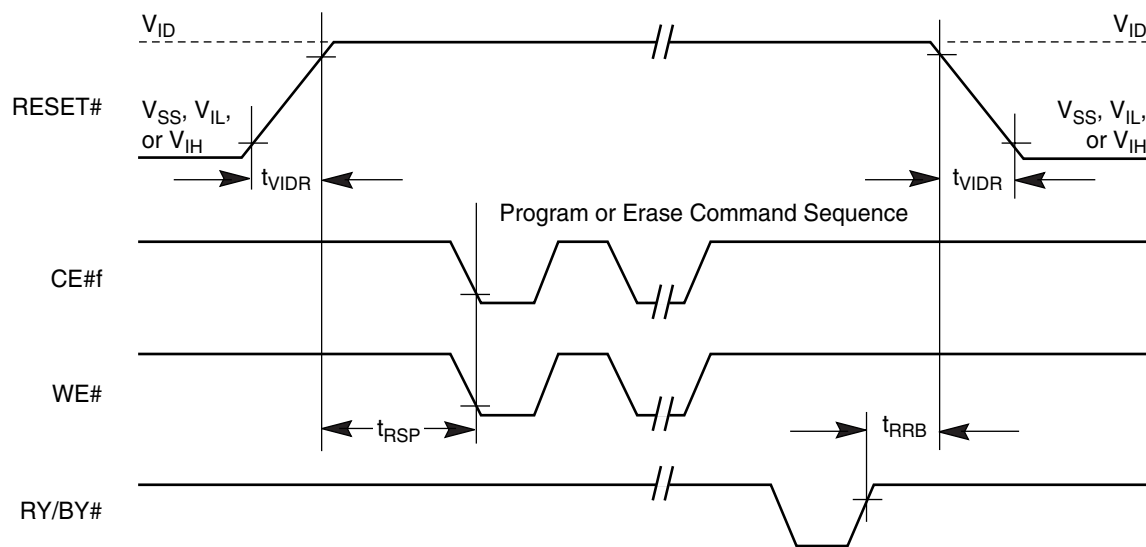 V_ID
V_ID
RESET#
V_SS, V_IL,
or V_IH
V_SS, V_IL,
or V_IH
t_VIDR
t_VIDR
Program or Erase Command Sequence
CE#f
WE#
t_RSP
t_RRB
RY/BY#